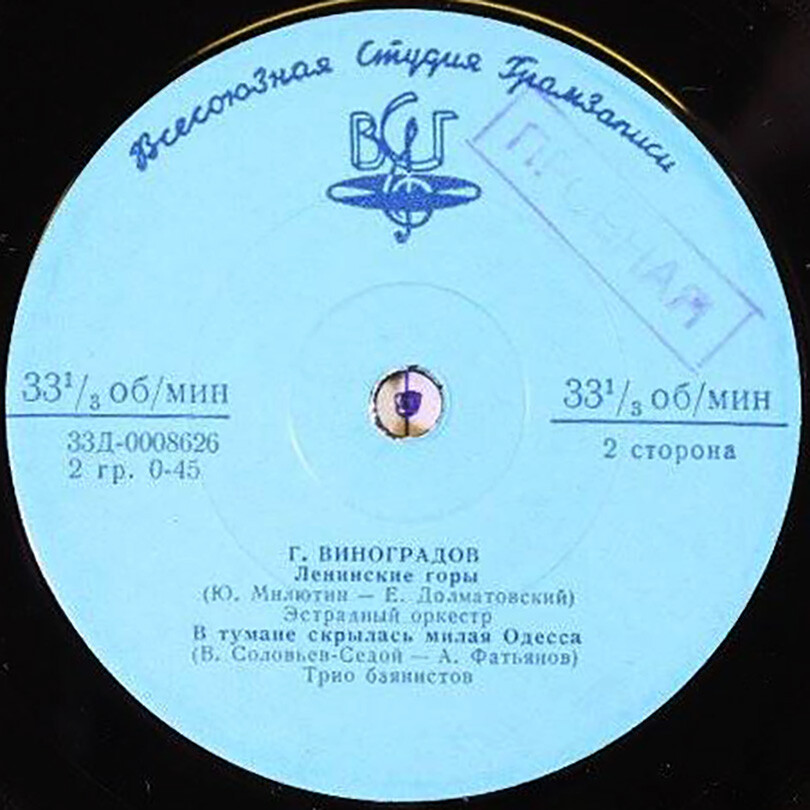 Всесоюзная Студия Грамзаписи
ВСГ
ПРОБНАЯ
33¹/₃ об/мин
33Д-0008626
2 гр. 0-45
33¹/₃ об/мин
2 сторона
Г. ВИНОГРАДОВ
Ленинские горы
(Ю. Милютин — Е. Долматовский)
Эстрадный оркестр
В тумане скрылась милая Одесса
(В. Соловьев-Седой — А. Фатьянов)
Трио баянистов